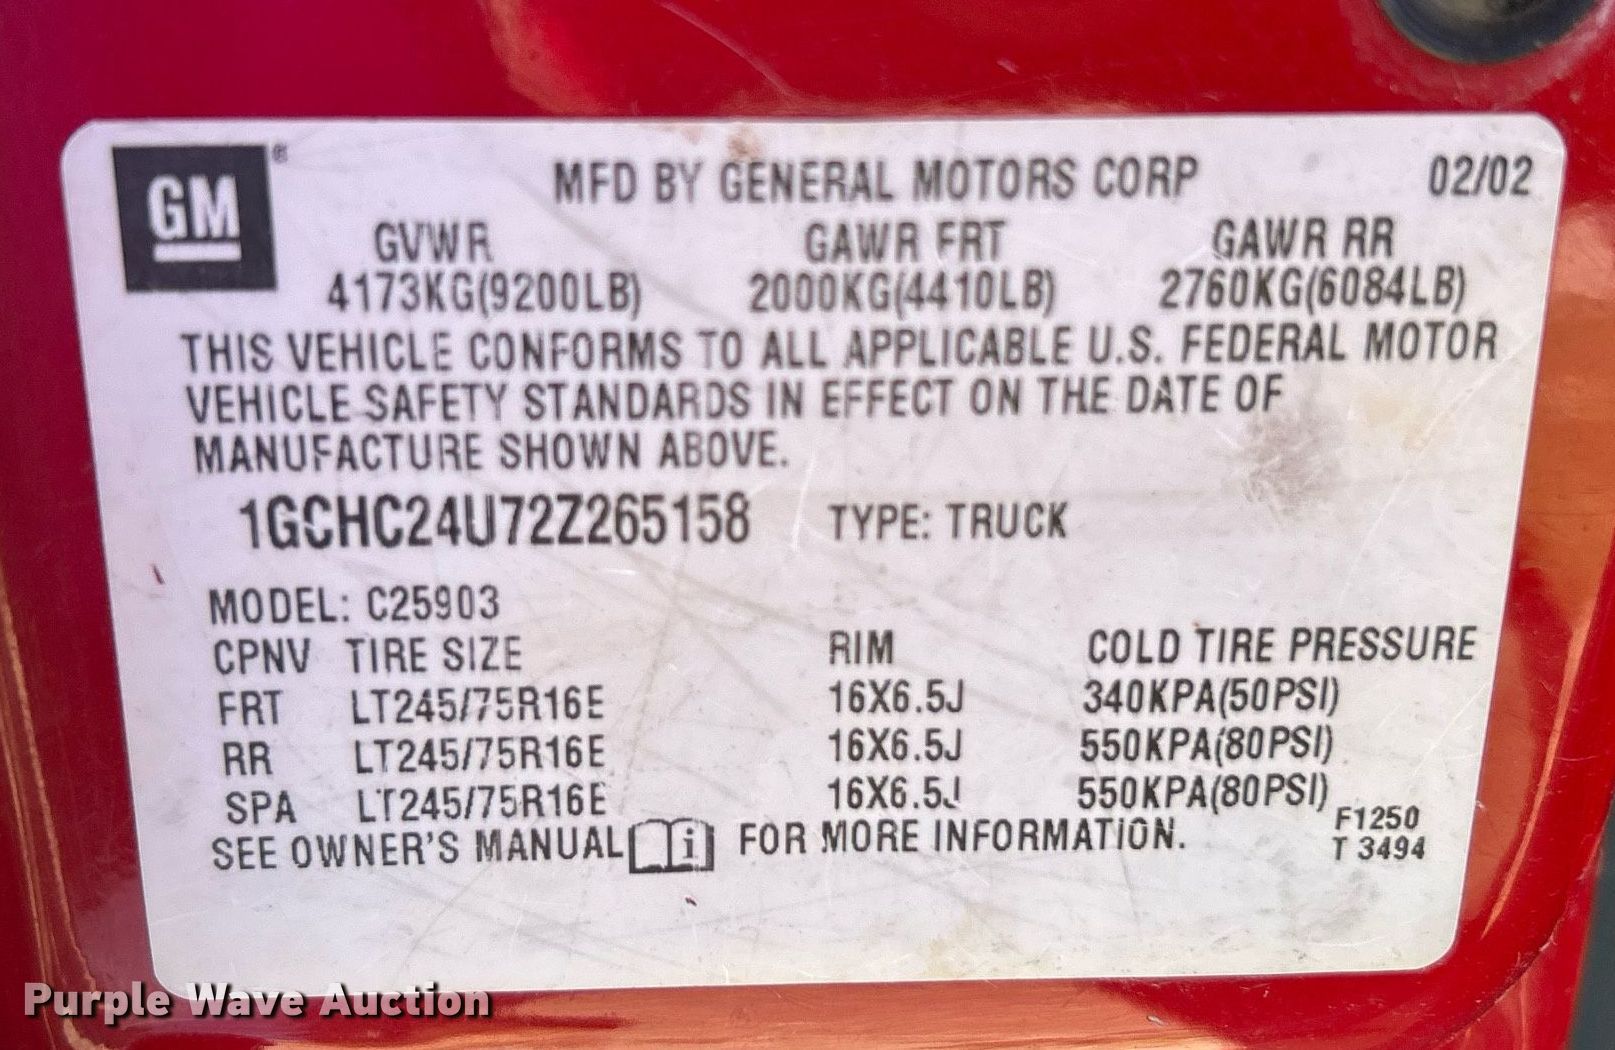 GM®
MFD BY GENERAL MOTORS CORP 02/02
GVWR GAWR FRT GAWR RR
4173KG(9200LB) 2000KG(4410LB) 2760KG(6084LB)
THIS VEHICLE CONFORMS TO ALL APPLICABLE U.S. FEDERAL MOTOR
VEHICLE SAFETY STANDARDS IN EFFECT ON THE DATE OF
MANUFACTURE SHOWN ABOVE.
1GCHC24U72Z265158 TYPE: TRUCK
MODEL: C25903
CPNV TIRE SIZE RIM COLD TIRE PRESSURE
FRT LT245/75R16E 16X6.5J 340KPA(50PSI)
RR LT245/75R16E 16X6.5J 550KPA(80PSI)
SPA LT245/75R16E 16X6.5J 550KPA(80PSI)
SEE OWNER'S MANUAL i FOR MORE INFORMATION.
F1250
T 3494
Purple Wave Auction